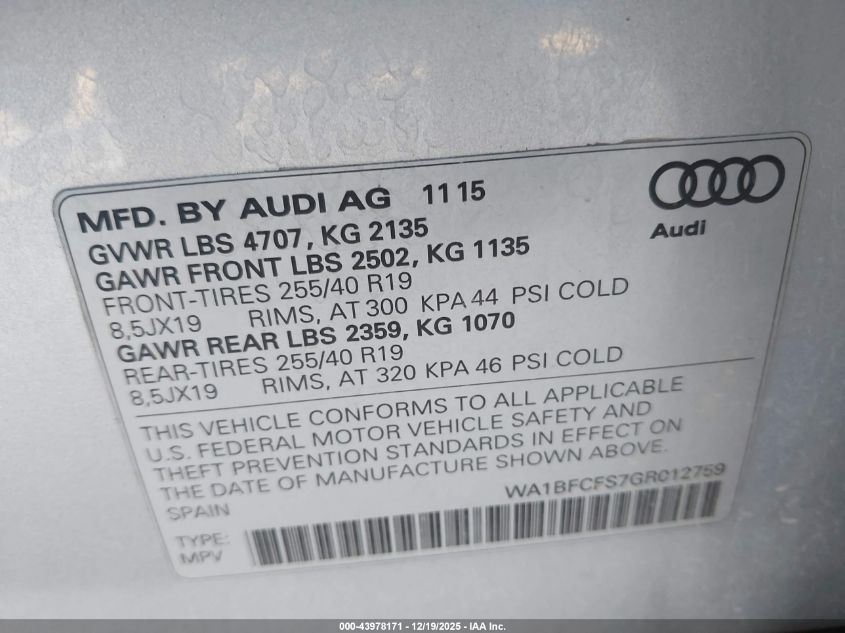 MFD. BY AUDI AG 11 15
Audi
GVWR LBS 4707, KG 2135
GAWR FRONT LBS 2502, KG 1135
FRONT-TIRES 255/40 R19
8,5JX19 RIMS, AT 300 KPA 44 PSI COLD
GAWR REAR LBS 2359, KG 1070
REAR-TIRES 255/40 R19
8,5JX19 RIMS, AT 320 KPA 46 PSI COLD
THIS VEHICLE CONFORMS TO ALL APPLICABLE
U.S. FEDERAL MOTOR VEHICLE SAFETY AND
THEFT PREVENTION STANDARDS IN EFFECT ON
THE DATE OF MANUFACTURE SHOWN ABOVE.
SPAIN WA1BFCFS7GR012759
TYPE:
MPV
000-43978171 - 12/19/2025 - IAA Inc.